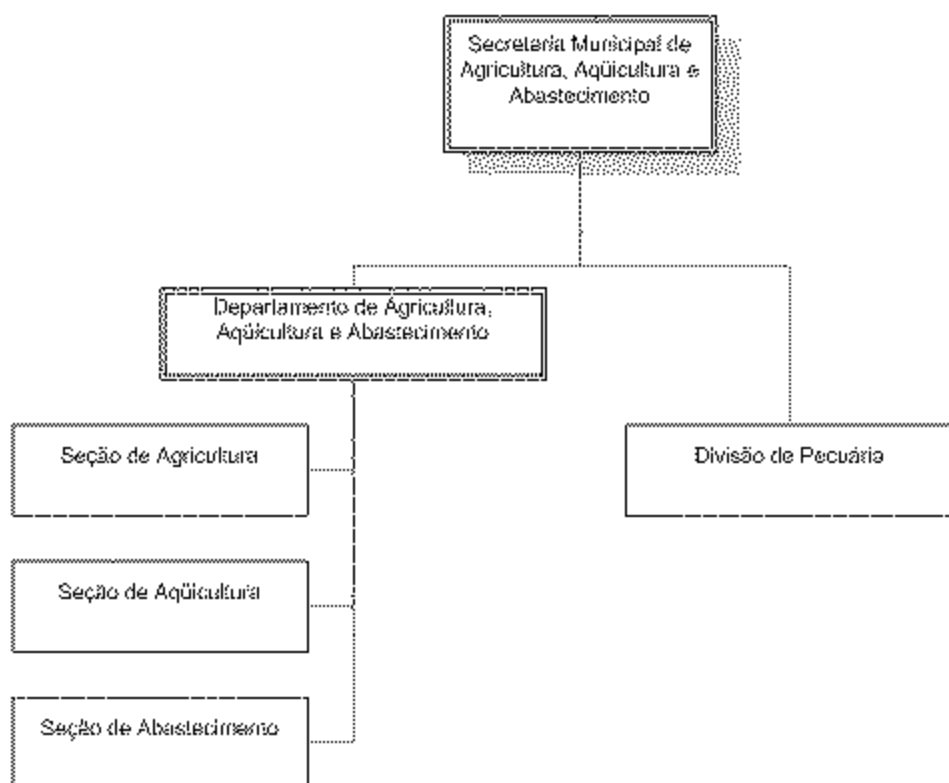 Secretaria Municipal de
Agricultura, Aqüicultura e
Abastecimento
Departamento de Agricultura,
Aqüicultura e Abastecimento
Seção de Agricultura
Divisão de Pecuária
Seção de Aqüicultura
Seção de Abastecimento